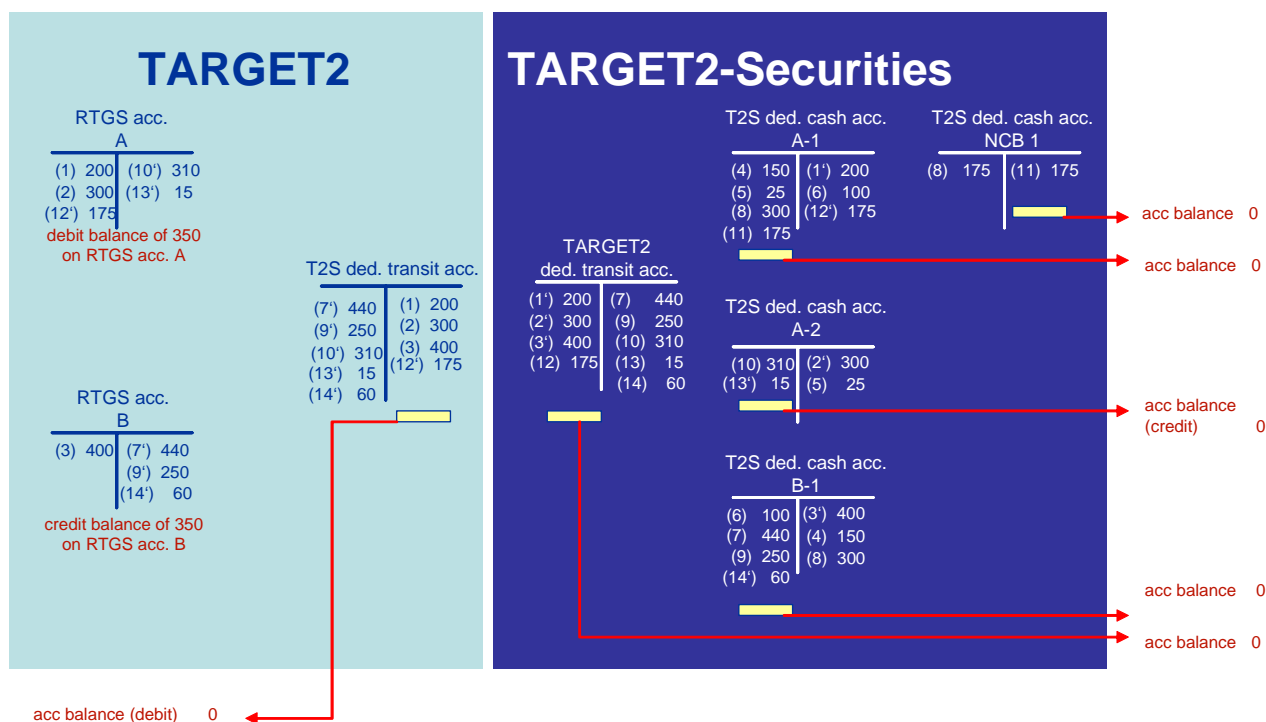 TARGET2
TARGET2-Securities
RTGS acc.
A
(1) 200 (10‘) 310
(2) 300 (13‘) 15
(12‘) 175
debit balance of 350
on RTGS acc. A
T2S ded. transit acc.
(7‘) 440 (1) 200
(9‘) 250 (2) 300
(10‘) 310 (3) 400
(13‘) 15 (12‘) 175
(14‘) 60
RTGS acc.
B
(3) 400 (7‘) 440
(9‘) 250
(14‘) 60
credit balance of 350
on RTGS acc. B
TARGET2
ded. transit acc.
(1‘) 200 (7) 440
(2‘) 300 (9) 250
(3‘) 400 (10) 310
(12) 175 (13) 15
(14) 60
T2S ded. cash acc.
A-1
(4) 150 (1‘) 200
(5) 25 (6) 100
(8) 300 (12‘) 175
(11) 175
T2S ded. cash acc.
NCB 1
(8) 175 (11) 175
T2S ded. cash acc.
A-2
(10) 310 (2‘) 300
(13‘) 15 (5) 25
T2S ded. cash acc.
B-1
(6) 100 (3‘) 400
(7) 440 (4) 150
(9) 250 (8) 300
(14‘) 60
acc balance 0
acc balance 0
acc balance
(credit) 0
acc balance 0
acc balance 0
acc balance (debit) 0